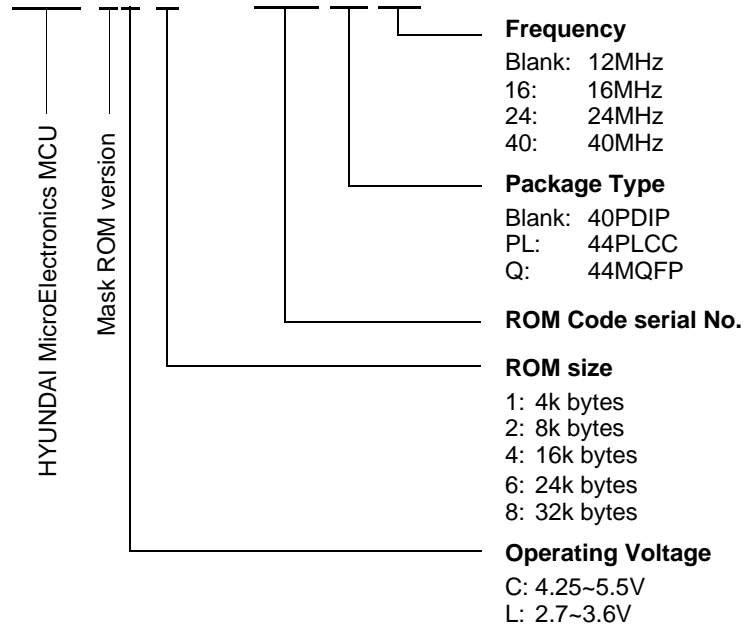 Frequency
Blank: 12MHz
16: 16MHz
24: 24MHz
40: 40MHz
Package Type
Blank: 40PDIP
PL: 44PLCC
Q: 44MQFP
ROM Code serial No.
ROM size
1: 4k bytes
2: 8k bytes
4: 16k bytes
6: 24k bytes
8: 32k bytes
Operating Voltage
C: 4.25~5.5V
L: 2.7~3.6V
Mask ROM version
HYUNDAI MicroElectronics MCU